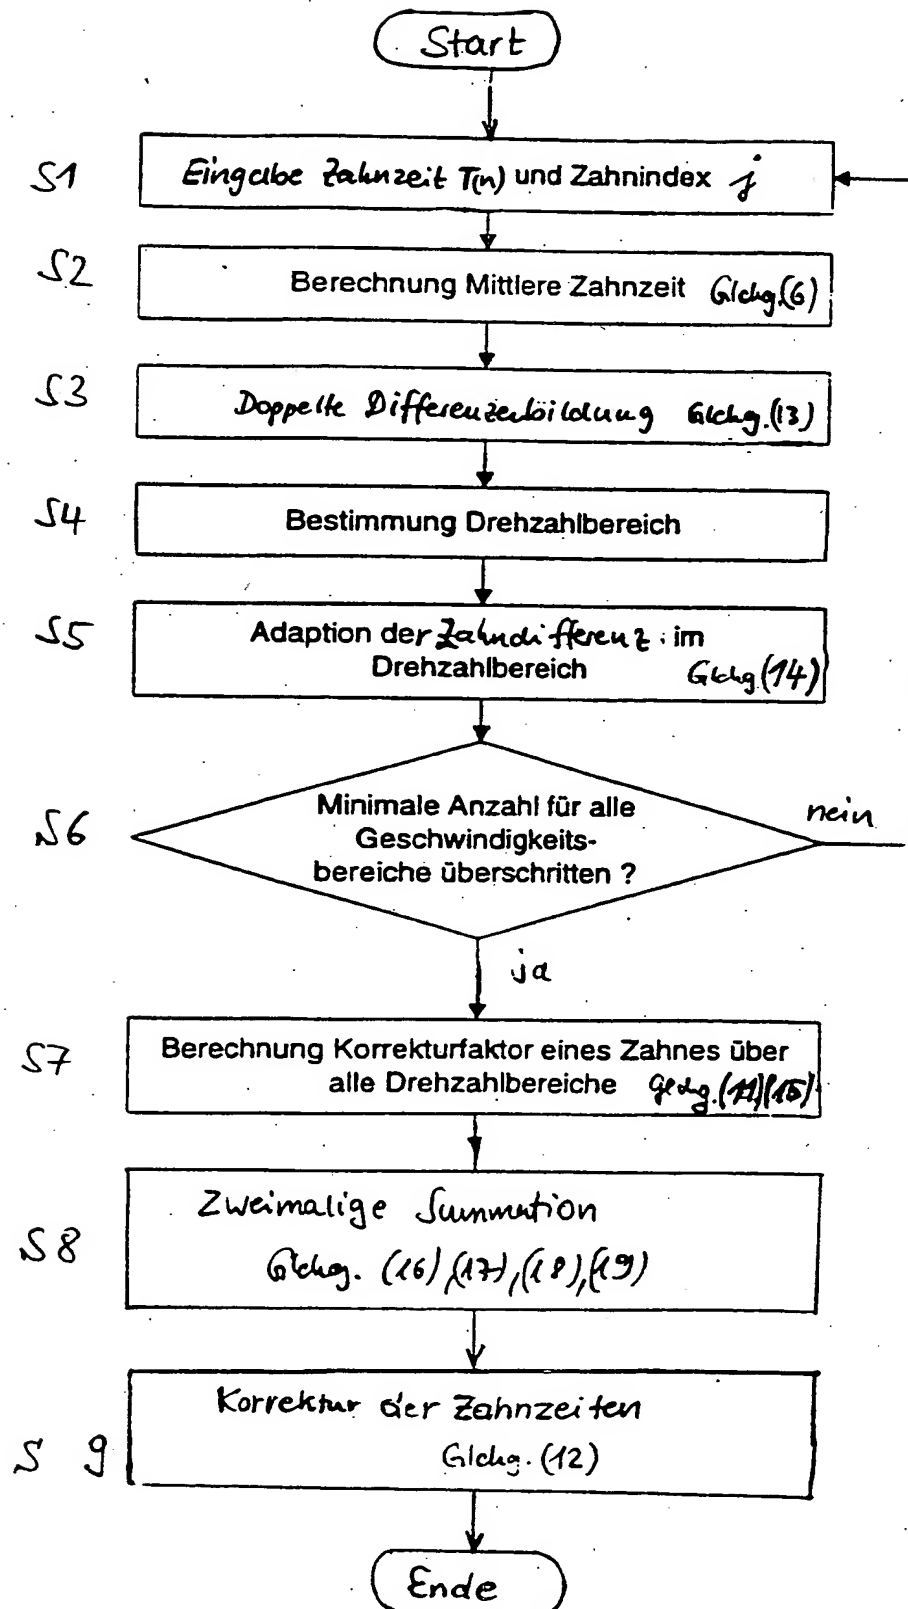 Start
S1
Eingabe Zahnzeit T(n) und Zahnindex j
S2
Berechnung Mittlere Zahnzeit Glchg.(6)
S3
Doppelte Differenzenbildung Glchg.(13)
S4
Bestimmung Drehzahlbereich
S5
Adaption der Zahndifferenz im
Drehzahlbereich Glchg.(14)
S6
Minimale Anzahl für alle
Geschwindigkeits-
bereiche überschritten ?
nein
ja
S7
Berechnung Korrekturfaktor eines Zahnes über
alle Drehzahlbereiche Glchg.(11)(15)
S8
Zweimalige Summation
Glchg. (16),(17),(18),(19)
S 9
Korrektur der Zahnzeiten
Glchg. (12)
Ende